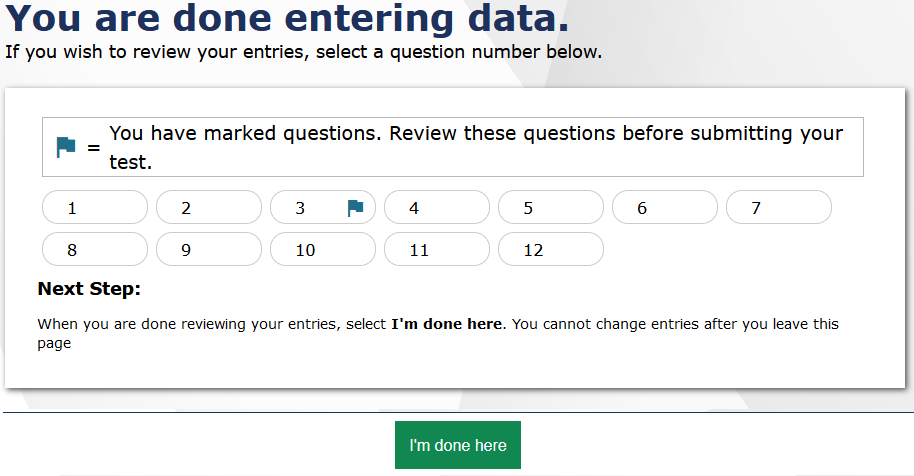 You are done entering data.
If you wish to review your entries, select a question number below.
= You have marked questions. Review these questions before submitting your
test.
1 2 3 4 5 6 7
8 9 10 11 12
Next Step:
When you are done reviewing your entries, select I'm done here. You cannot change entries after you leave this
page
I'm done here